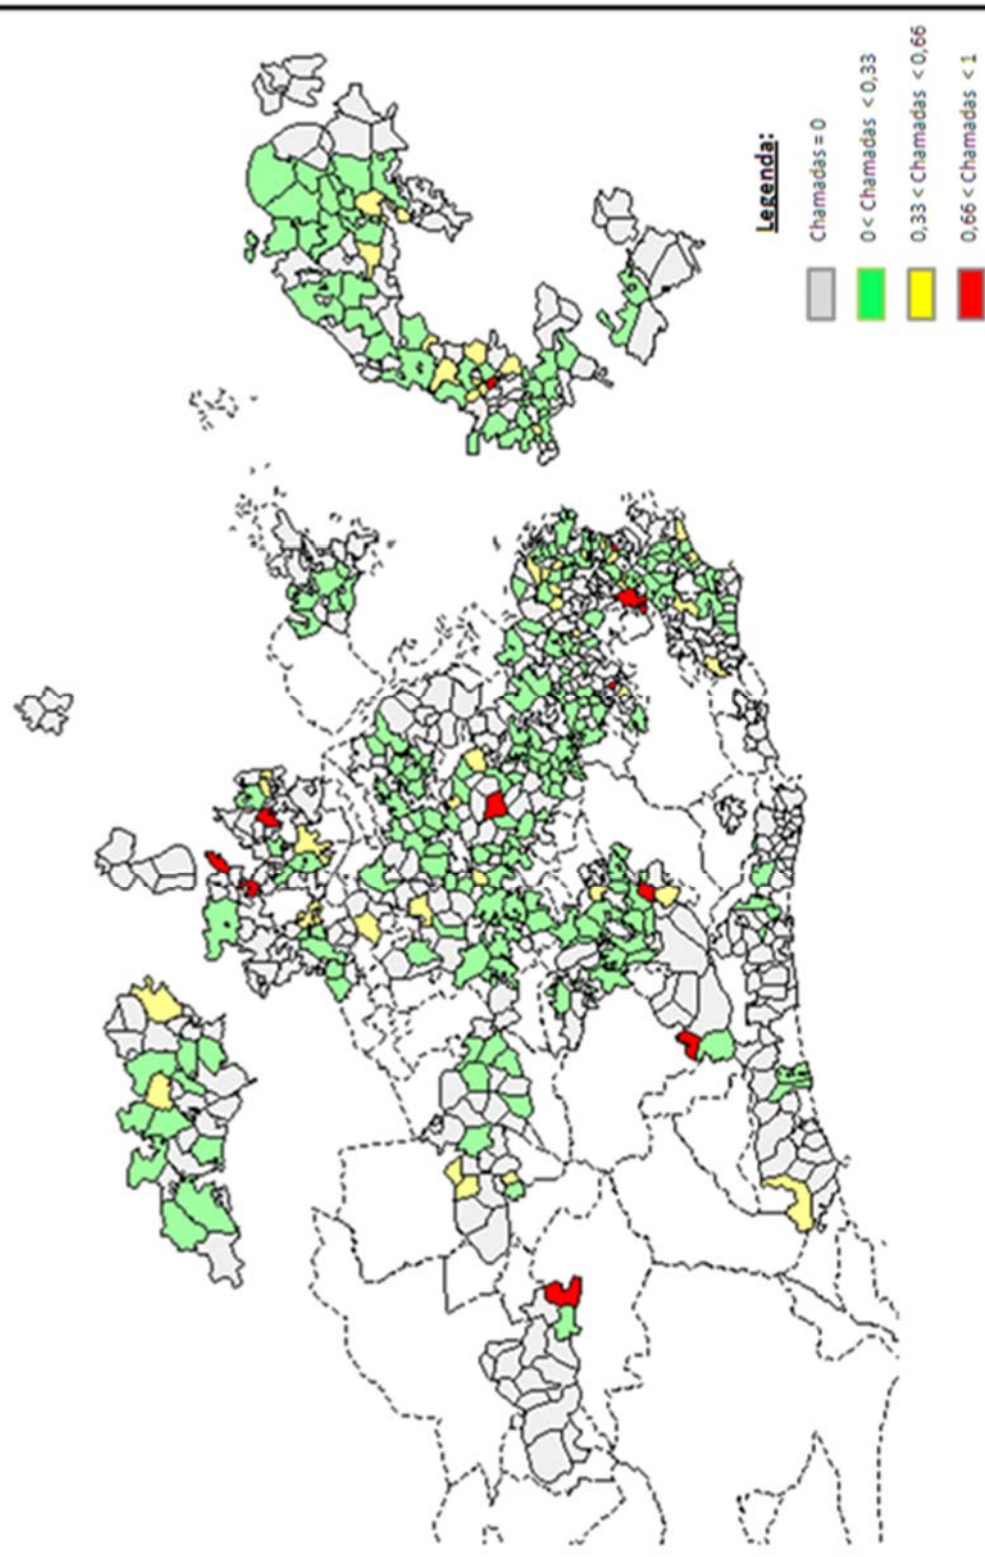 Legenda:
Chamadas = 0
0 < Chamadas < 0,33
0,33 < Chamadas < 0,66
0,66 < Chamadas < 1